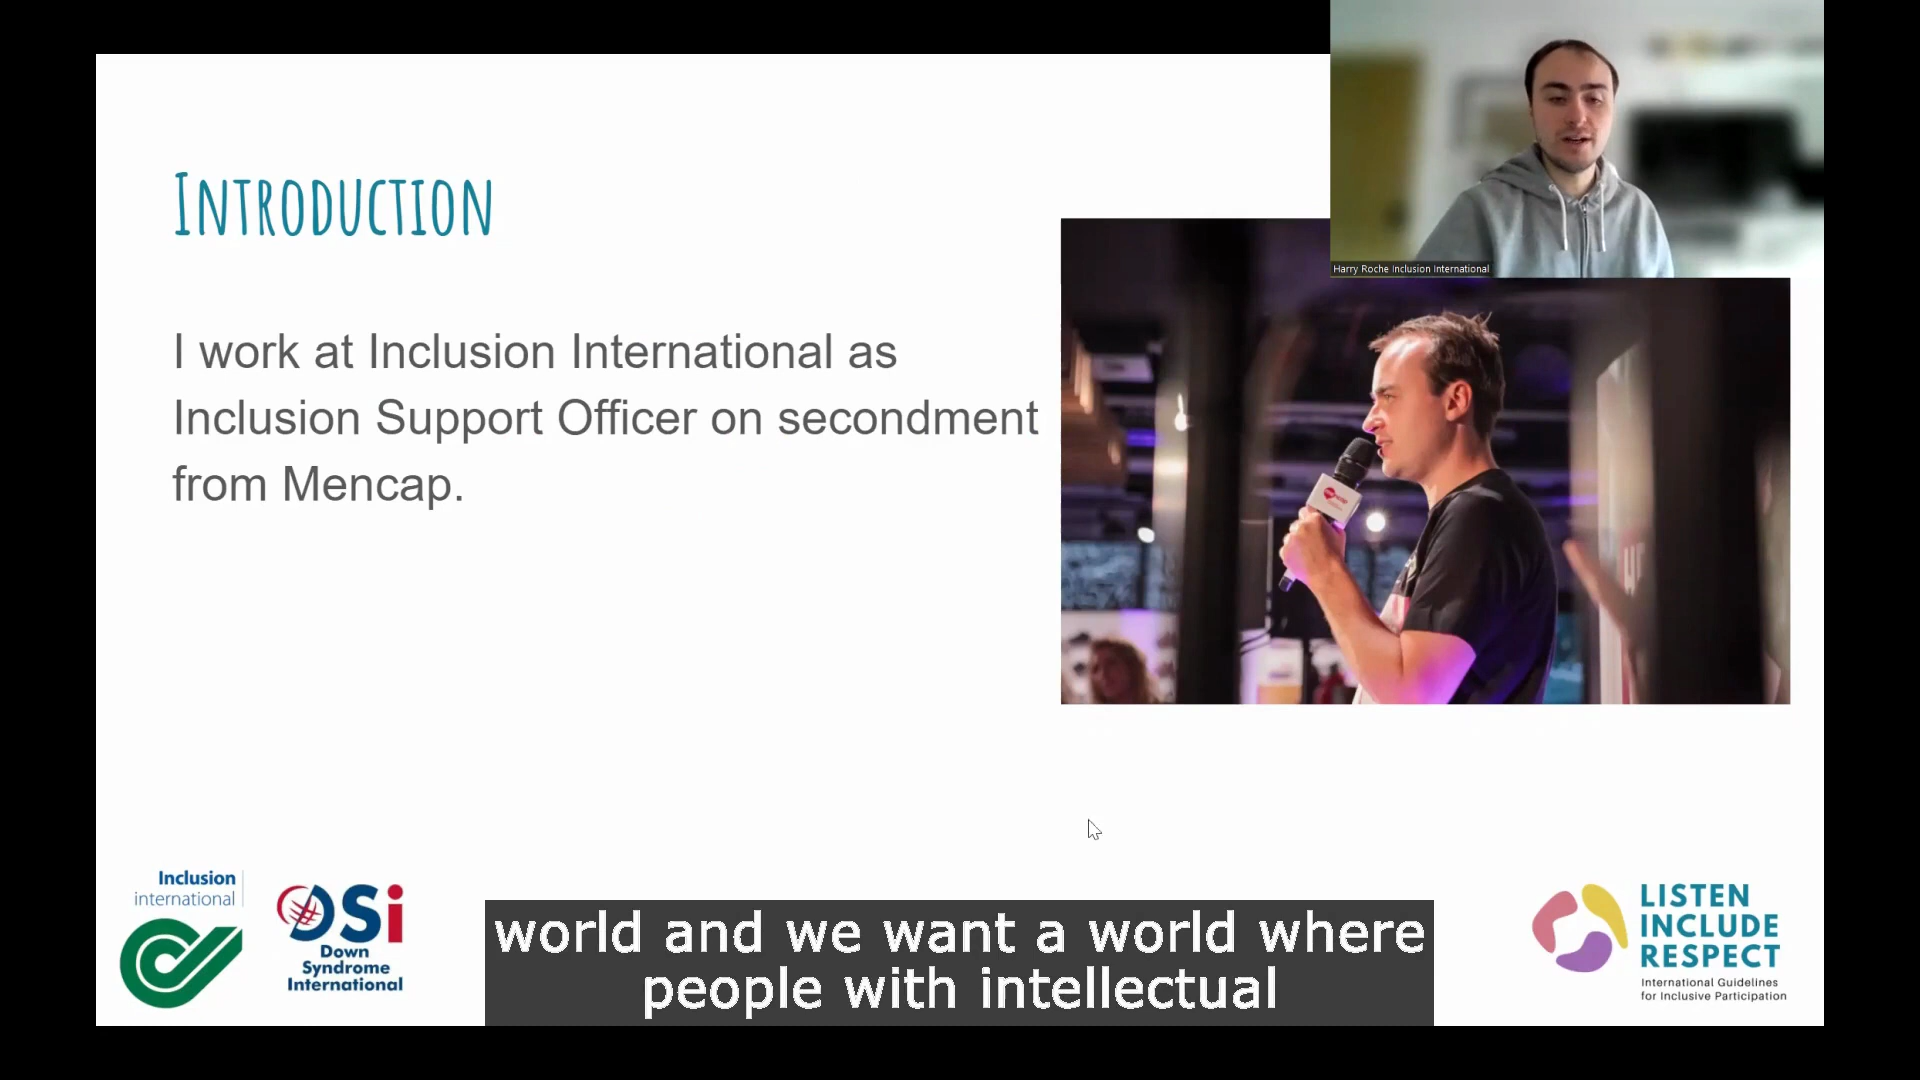 INTRODUCTION
Harry Roche Inclusion International
I work at Inclusion International as
Inclusion Support Officer on secondment
from Mencap.
Inclusion
international
DSi
Down
Syndrome
International
world and we want a world where
people with intellectual
LISTEN
INCLUDE
RESPECT
International Guidelines
for Inclusive Participation